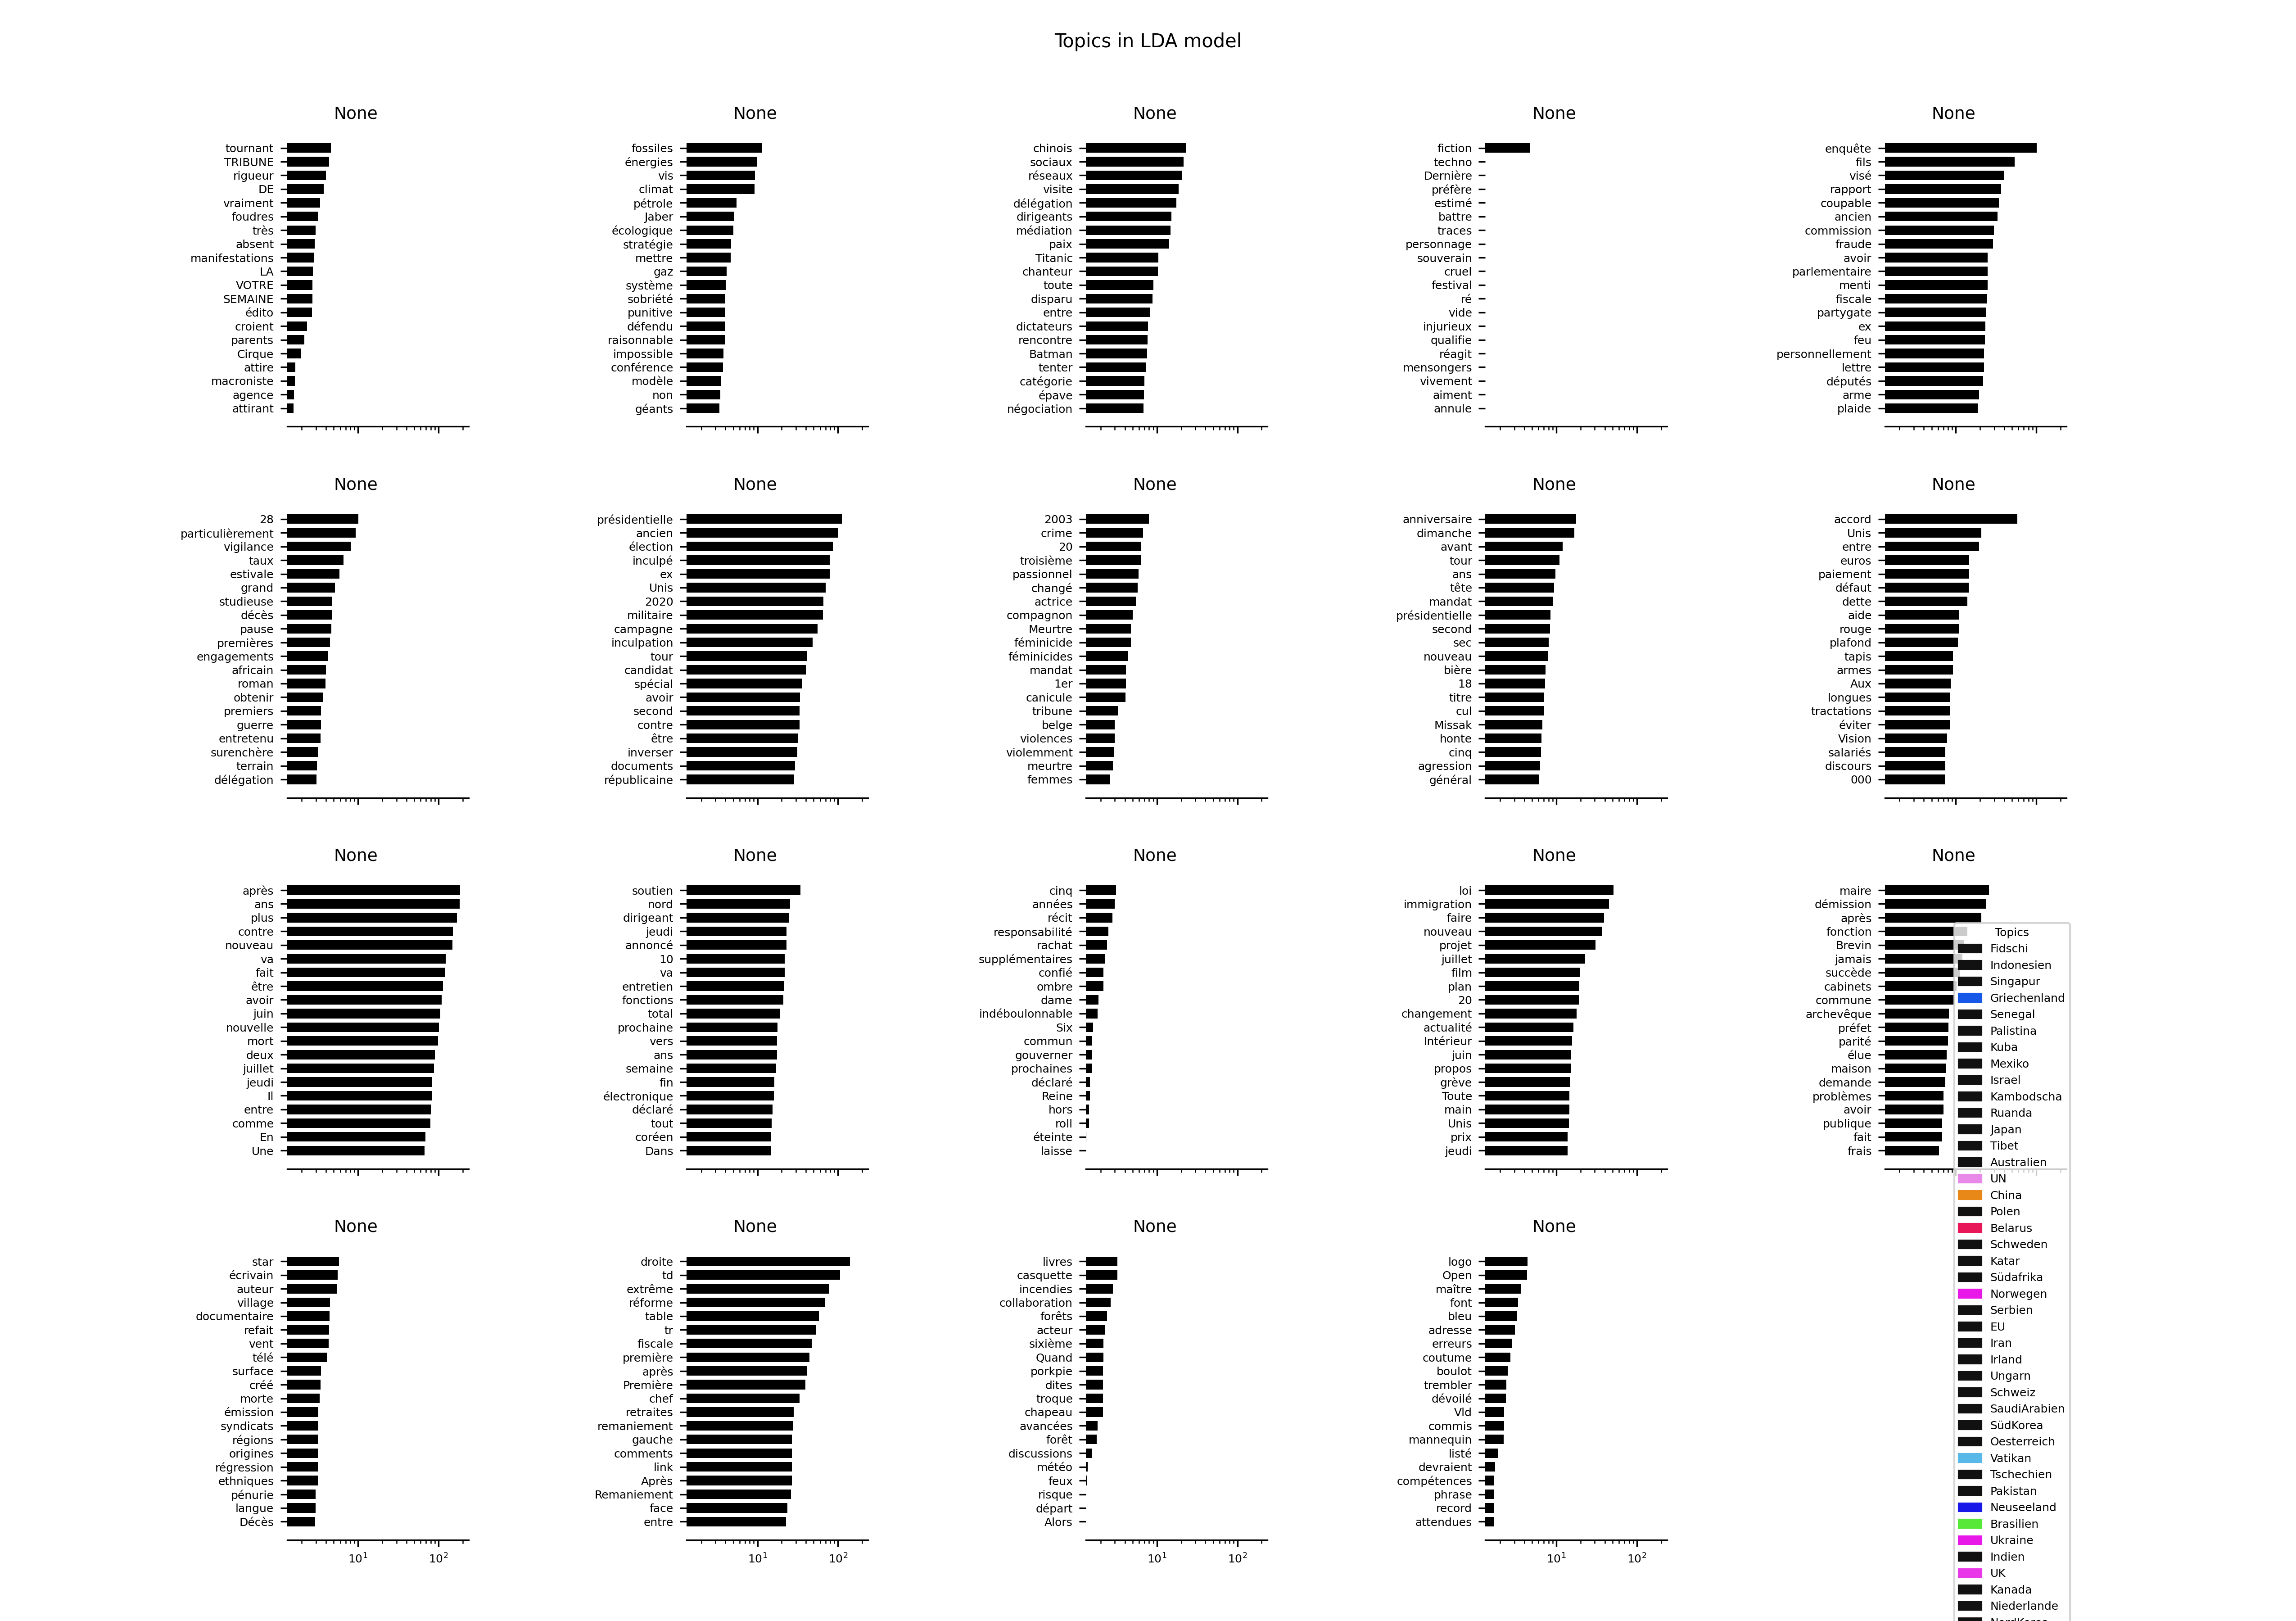 Topics in LDA model
None
tournant
TRIBUNE
rigueur
DE
vraiment
foudres
très
absent
manifestations
LA
VOTRE
SEMAINE
édito
croient
parents
Cirque
attire
macroniste
agence
attirant
None
fossiles
énergies
vis
climat
pétrole
Jaber
écologique
stratégie
mettre
gaz
système
sobriété
punitive
défendu
raisonnable
impossible
conférence
modèle
non
géants
None
chinois
sociaux
réseaux
visite
délégation
dirigeants
médiation
paix
Titanic
chanteur
toute
disparu
entre
dictateurs
rencontre
Batman
tenter
catégorie
épave
négociation
None
fiction
techno
Dernière
préfère
estimé
battre
traces
personnage
souverain
cruel
festival
ré
vide
injurieux
qualifie
réagit
mensongers
vivement
aiment
annule
None
enquête
fils
visé
rapport
coupable
ancien
commission
fraude
avoir
parlementaire
menti
fiscale
partygate
ex
feu
personnellement
lettre
députés
arme
plaide
None
28
particulièrement
vigilance
taux
estivale
grand
studieuse
décès
pause
premières
engagements
africain
roman
obtenir
premiers
guerre
entretenu
surenchère
terrain
délégation
None
présidentielle
ancien
élection
inculpé
ex
Unis
2020
militaire
campagne
inculpation
tour
candidat
spécial
avoir
second
contre
être
inverser
documents
républicaine
None
2003
crime
20
troisième
passionnel
changé
actrice
compagnon
Meurtre
féminicide
féminicides
mandat
1er
canicule
tribune
belge
violences
violemment
meurtre
femmes
None
anniversaire
dimanche
avant
tour
ans
tête
mandat
présidentielle
second
sec
nouveau
bière
18
titre
cul
Missak
honte
cinq
agression
général
None
accord
Unis
entre
euros
paiement
défaut
dette
aide
rouge
plafond
tapis
armes
Aux
longues
tractations
éviter
Vision
salariés
discours
000
None
après
ans
plus
contre
nouveau
va
fait
être
avoir
juin
nouvelle
mort
deux
juillet
jeudi
Il
entre
comme
En
Une
None
soutien
nord
dirigeant
jeudi
annoncé
10
va
entretien
fonctions
total
prochaine
vers
ans
semaine
fin
électronique
déclaré
tout
coréen
Dans
None
cinq
années
récit
responsabilité
rachat
supplémentaires
confié
ombre
dame
indéboulonnable
Six
commun
gouverner
prochaines
déclaré
Reine
hors
roll
éteinte
laisse
None
loi
immigration
faire
nouveau
projet
juillet
film
plan
20
changement
actualité
Intérieur
juin
propos
grève
Toute
main
Unis
prix
jeudi
None
maire
démission
après
fonction
Brevin
jamais
succède
cabinets
commune
archevêque
préfet
parité
élue
maison
demande
problèmes
avoir
publique
fait
frais
None
star
écrivain
auteur
village
documentaire
refait
vent
télé
surface
créé
morte
émission
syndicats
régions
origines
régression
ethniques
pénurie
langue
Décès
10^1 10^2
None
droite
td
extrême
réforme
table
tr
fiscale
première
après
Première
chef
retraites
remaniement
gauche
comments
link
Après
Remaniement
face
entre
10^1 10^2
None
livres
casquette
incendies
collaboration
forêts
acteur
sixième
Quand
porkpie
dites
troque
chapeau
avancées
forêt
discussions
météo
feux
risque
départ
Alors
10^1 10^2
None
logo
Open
maître
font
bleu
adresse
erreurs
coutume
boulot
trembler
dévoilé
Vld
commis
mannequin
listé
devraient
compétences
phrase
record
attendues
10^1 10^2
Topics
Fidschi
Indonesien
Singapur
Griechenland
Senegal
Palistina
Kuba
Mexiko
Israel
Kambodscha
Ruanda
Japan
Tibet
Australien
UN
China
Polen
Belarus
Schweden
Katar
Südafrika
Norwegen
Serbien
EU
Iran
Irland
Ungarn
Schweiz
SaudiArabien
SüdKorea
Oesterreich
Vatikan
Tschechien
Pakistan
Neuseeland
Brasilien
Ukraine
Indien
UK
Kanada
Niederlande